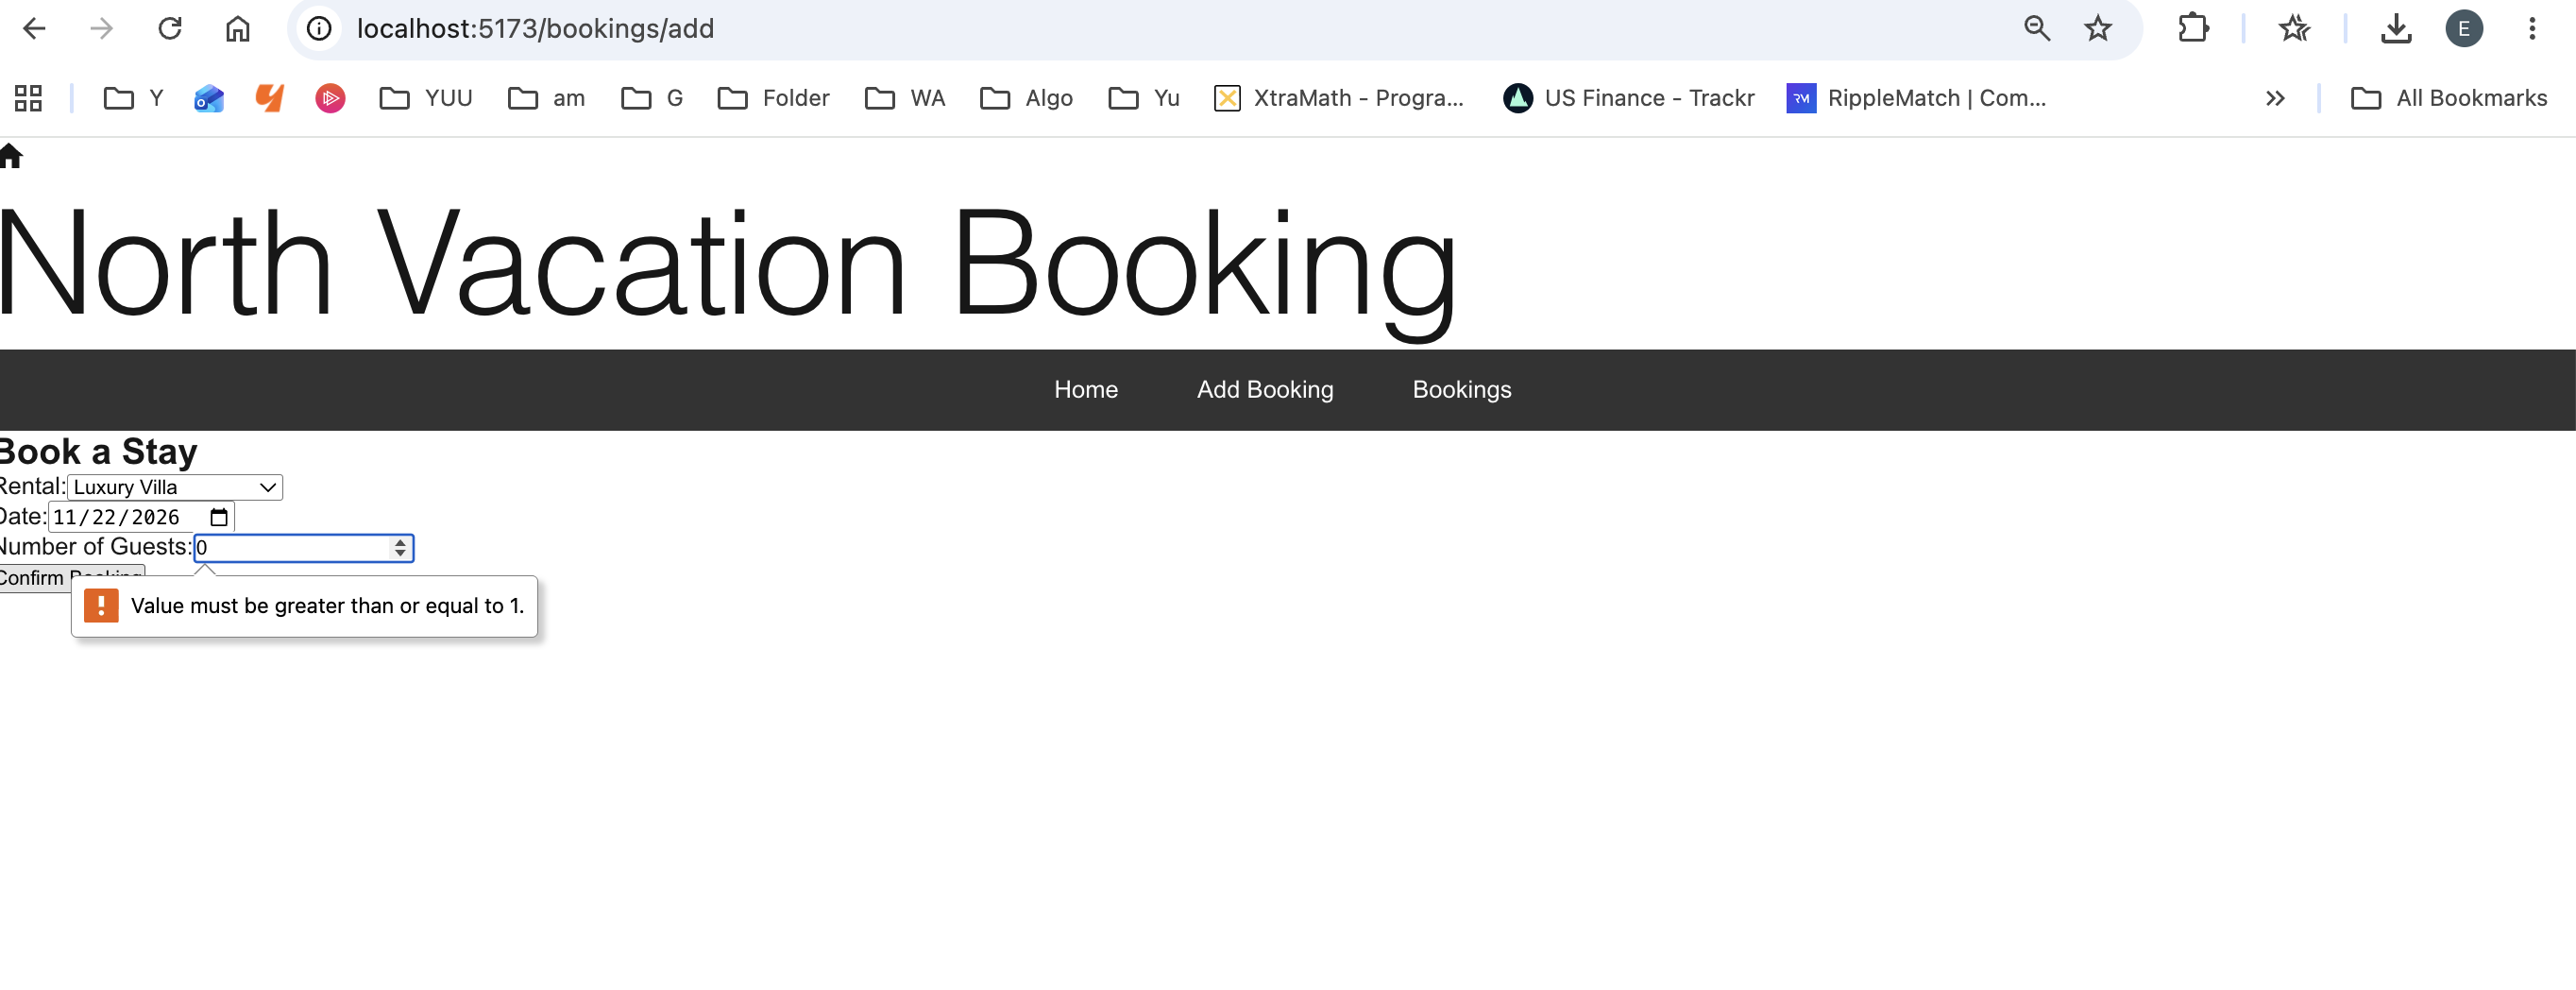 localhost:5173/bookings/add
E
Y YUU am G Folder WA Algo Yu XtraMath - Progra... US Finance - Trackr RM RippleMatch | Com... All Bookmarks
North Vacation Booking
Home Add Booking Bookings
Book a Stay
Rental: Luxury Villa
Date: 11/22/2026
Number of Guests: 0
Confirm Booking
Value must be greater than or equal to 1.